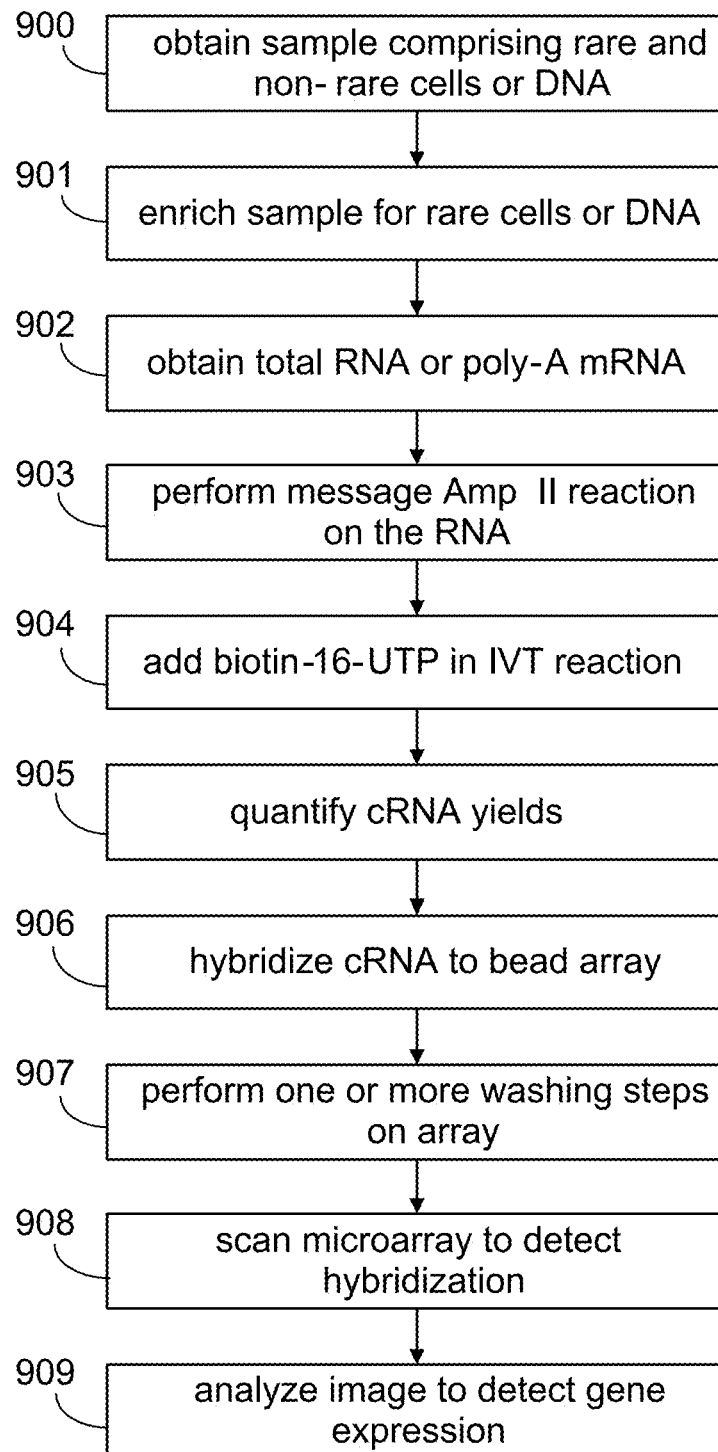 900
obtain sample comprising rare and
non- rare cells or DNA
901
enrich sample for rare cells or DNA
902
obtain total RNA or poly-A mRNA
903
perform message Amp II reaction
on the RNA
904
add biotin-16-UTP in IVT reaction
905
quantify cRNA yields
906
hybridize cRNA to bead array
907
perform one or more washing steps
on array
908
scan microarray to detect
hybridization
909
analyze image to detect gene
expression